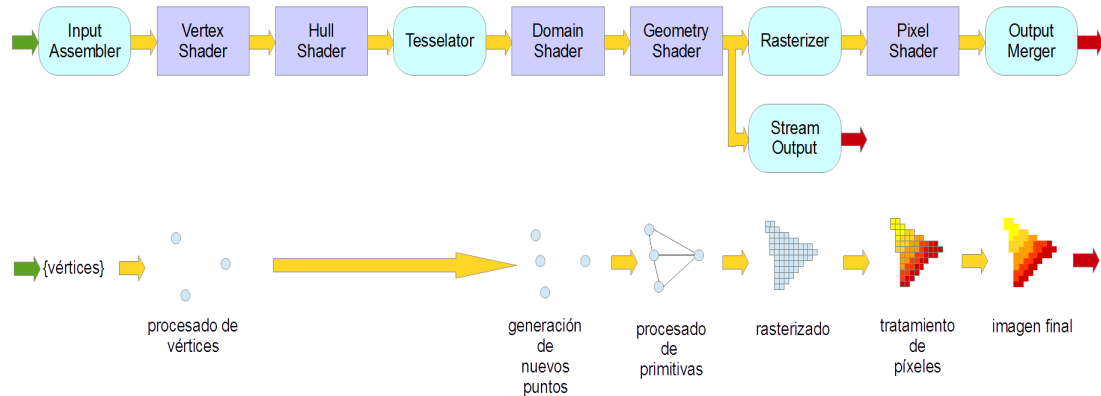 Input
Assembler
Vertex
Shader
Hull
Shader
Tesselator
Domain
Shader
Geometry
Shader
Rasterizer
Pixel
Shader
Output
Merger
Stream
Output
{vértices}
procesado de
vértices
generación
de
nuevos
puntos
procesado
de
primitivas
rasterizado
tratamiento
de
píxeles
imagen final